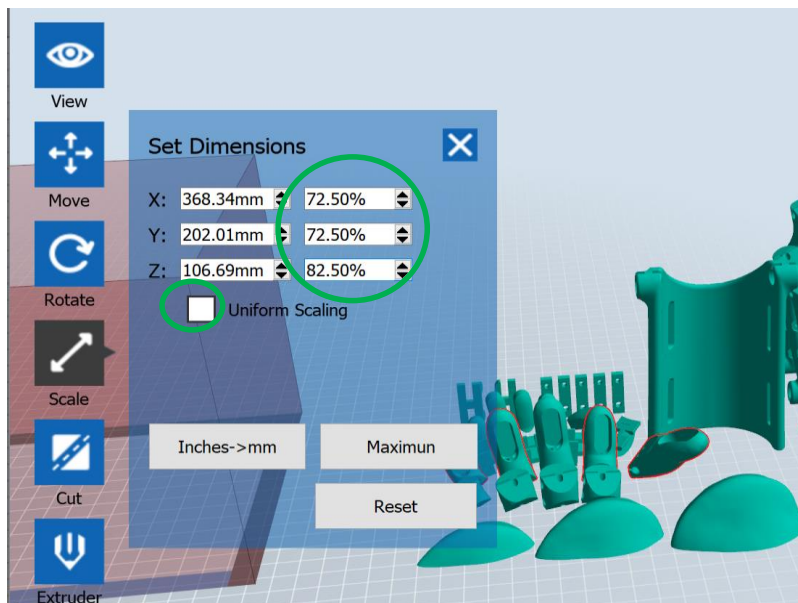 View
Move
Rotate
Scale
Cut
Extruder
Set Dimensions
X: 368.34mm 72.50%
Y: 202.01mm 72.50%
Z: 106.69mm 82.50%
Uniform Scaling
Inches->mm Maximun
Reset